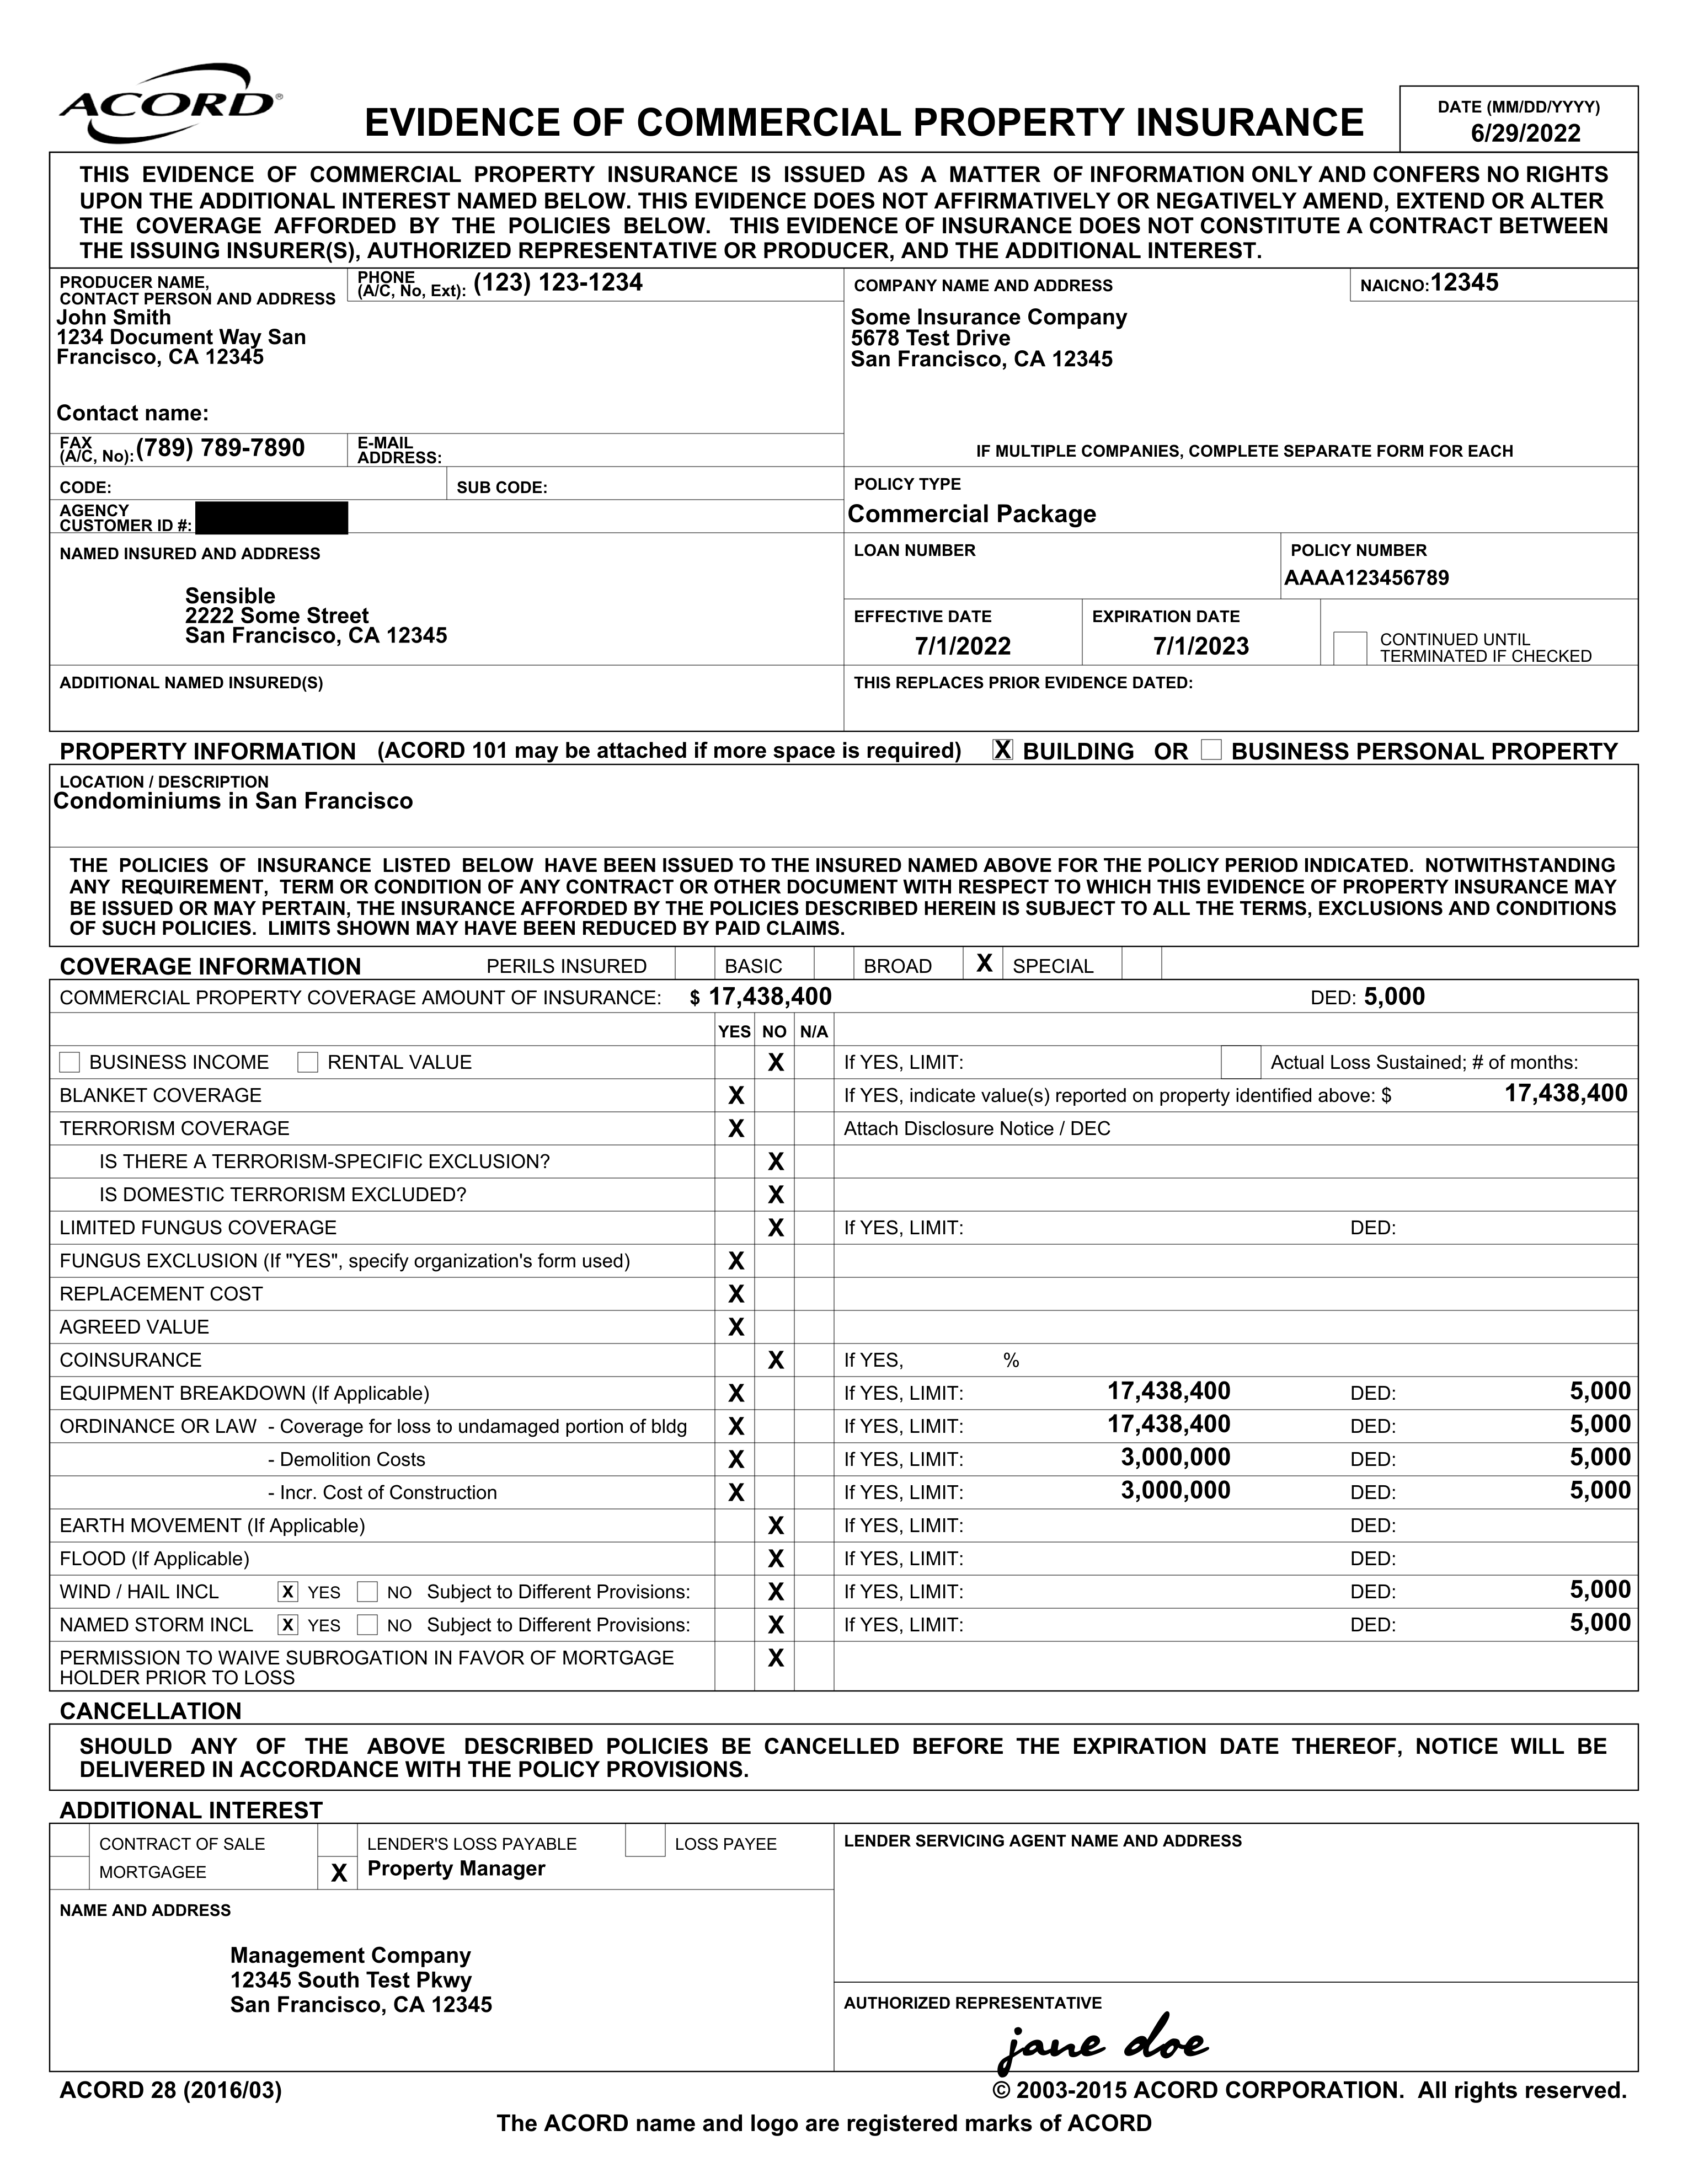 ACORD®
EVIDENCE OF COMMERCIAL PROPERTY INSURANCE
DATE (MM/DD/YYYY)
6/29/2022
THIS EVIDENCE OF COMMERCIAL PROPERTY INSURANCE IS ISSUED AS A MATTER OF INFORMATION ONLY AND CONFERS NO RIGHTS
UPON THE ADDITIONAL INTEREST NAMED BELOW. THIS EVIDENCE DOES NOT AFFIRMATIVELY OR NEGATIVELY AMEND, EXTEND OR ALTER
THE COVERAGE AFFORDED BY THE POLICIES BELOW. THIS EVIDENCE OF INSURANCE DOES NOT CONSTITUTE A CONTRACT BETWEEN
THE ISSUING INSURER(S), AUTHORIZED REPRESENTATIVE OR PRODUCER, AND THE ADDITIONAL INTEREST.
PRODUCER NAME,
CONTACT PERSON AND ADDRESS
PHONE
(A/C, No, Ext): (123) 123-1234
John Smith
1234 Document Way San
Francisco, CA 12345
Contact name:
FAX
(A/C, No): (789) 789-7890
E-MAIL
ADDRESS:
CODE: SUB CODE:
AGENCY
CUSTOMER ID #:
COMPANY NAME AND ADDRESS NAICNO: 12345
Some Insurance Company
5678 Test Drive
San Francisco, CA 12345
IF MULTIPLE COMPANIES, COMPLETE SEPARATE FORM FOR EACH
POLICY TYPE
Commercial Package
NAMED INSURED AND ADDRESS
Sensible
2222 Some Street
San Francisco, CA 12345
LOAN NUMBER
POLICY NUMBER
AAAA123456789
EFFECTIVE DATE
7/1/2022
EXPIRATION DATE
7/1/2023
CONTINUED UNTIL
TERMINATED IF CHECKED
ADDITIONAL NAMED INSURED(S)
THIS REPLACES PRIOR EVIDENCE DATED:
PROPERTY INFORMATION (ACORD 101 may be attached if more space is required) X BUILDING OR BUSINESS PERSONAL PROPERTY
LOCATION / DESCRIPTION
Condominiums in San Francisco
THE POLICIES OF INSURANCE LISTED BELOW HAVE BEEN ISSUED TO THE INSURED NAMED ABOVE FOR THE POLICY PERIOD INDICATED. NOTWITHSTANDING
ANY REQUIREMENT, TERM OR CONDITION OF ANY CONTRACT OR OTHER DOCUMENT WITH RESPECT TO WHICH THIS EVIDENCE OF PROPERTY INSURANCE MAY
BE ISSUED OR MAY PERTAIN, THE INSURANCE AFFORDED BY THE POLICIES DESCRIBED HEREIN IS SUBJECT TO ALL THE TERMS, EXCLUSIONS AND CONDITIONS
OF SUCH POLICIES. LIMITS SHOWN MAY HAVE BEEN REDUCED BY PAID CLAIMS.
COVERAGE INFORMATION PERILS INSURED BASIC BROAD X SPECIAL
COMMERCIAL PROPERTY COVERAGE AMOUNT OF INSURANCE: $ 17,438,400 DED: 5,000
YES NO N/A
BUSINESS INCOME RENTAL VALUE X If YES, LIMIT: Actual Loss Sustained; # of months:
BLANKET COVERAGE X If YES, indicate value(s) reported on property identified above: $ 17,438,400
TERRORISM COVERAGE X Attach Disclosure Notice / DEC
IS THERE A TERRORISM-SPECIFIC EXCLUSION? X
IS DOMESTIC TERRORISM EXCLUDED? X
LIMITED FUNGUS COVERAGE X If YES, LIMIT: DED:
FUNGUS EXCLUSION (If "YES", specify organization's form used) X
REPLACEMENT COST X
AGREED VALUE X
COINSURANCE X If YES, %
EQUIPMENT BREAKDOWN (If Applicable) X If YES, LIMIT: 17,438,400 DED: 5,000
ORDINANCE OR LAW - Coverage for loss to undamaged portion of bldg X If YES, LIMIT: 17,438,400 DED: 5,000
- Demolition Costs X If YES, LIMIT: 3,000,000 DED: 5,000
- Incr. Cost of Construction X If YES, LIMIT: 3,000,000 DED: 5,000
EARTH MOVEMENT (If Applicable) X If YES, LIMIT: DED:
FLOOD (If Applicable) X If YES, LIMIT: DED:
WIND / HAIL INCL X YES NO Subject to Different Provisions: X If YES, LIMIT: DED: 5,000
NAMED STORM INCL X YES NO Subject to Different Provisions: X If YES, LIMIT: DED: 5,000
PERMISSION TO WAIVE SUBROGATION IN FAVOR OF MORTGAGE X
HOLDER PRIOR TO LOSS
CANCELLATION
SHOULD ANY OF THE ABOVE DESCRIBED POLICIES BE CANCELLED BEFORE THE EXPIRATION DATE THEREOF, NOTICE WILL BE
DELIVERED IN ACCORDANCE WITH THE POLICY PROVISIONS.
ADDITIONAL INTEREST
CONTRACT OF SALE LENDER'S LOSS PAYABLE LOSS PAYEE
MORTGAGEE X Property Manager
NAME AND ADDRESS
Management Company
12345 South Test Pkwy
San Francisco, CA 12345
LENDER SERVICING AGENT NAME AND ADDRESS
AUTHORIZED REPRESENTATIVE
jane doe
ACORD 28 (2016/03) © 2003-2015 ACORD CORPORATION. All rights reserved.
The ACORD name and logo are registered marks of ACORD